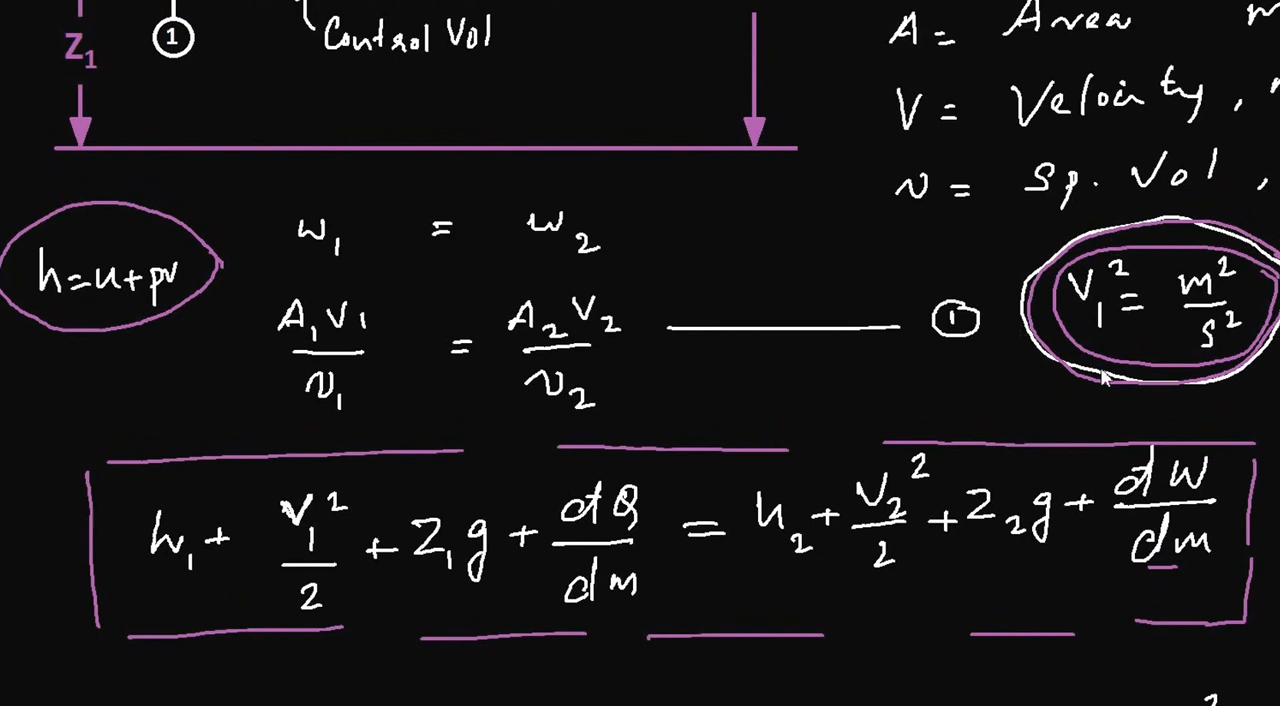 Z₁ ① Control Vol
A = Area m
V = Velocity, m
v = Sp. Vol,
h=u+pv
w₁ = w₂
A₁V₁/v₁ = A₂V₂/v₂ ——— ①
V₁² = m²/s²
h₁ + V₁²/2 + Z₁g + dQ/dm = h₂ + V₂²/2 + Z₂g + dW/dm